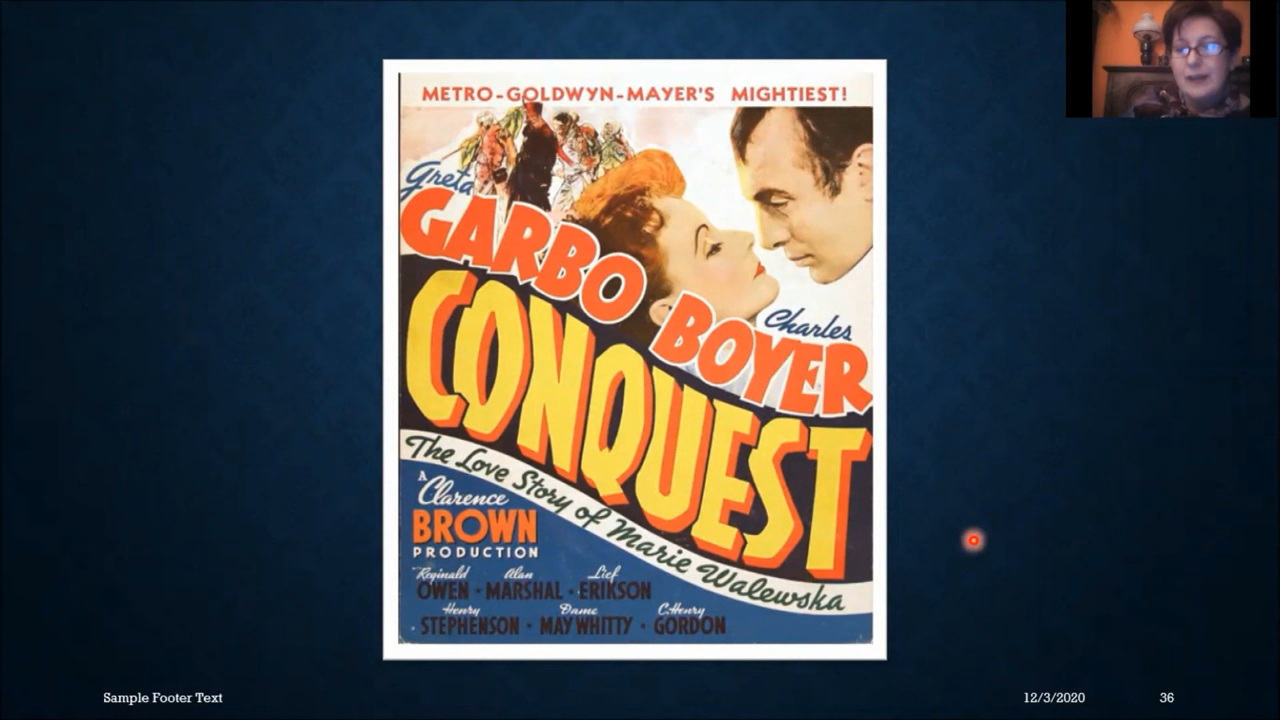 METRO-GOLDWYN-MAYER'S MIGHTIEST!
Greta
GARBO
Charles
BOYER
CONQUEST
The Love Story of Marie Walewska
A
Clarence
BROWN
PRODUCTION
Reginald Alan Lief
OWEN · MARSHAL · ERIKSON
Henry Dame C.Henry
STEPHENSON · MAY WHITTY · GORDON
Sample Footer Text
12/3/2020
36